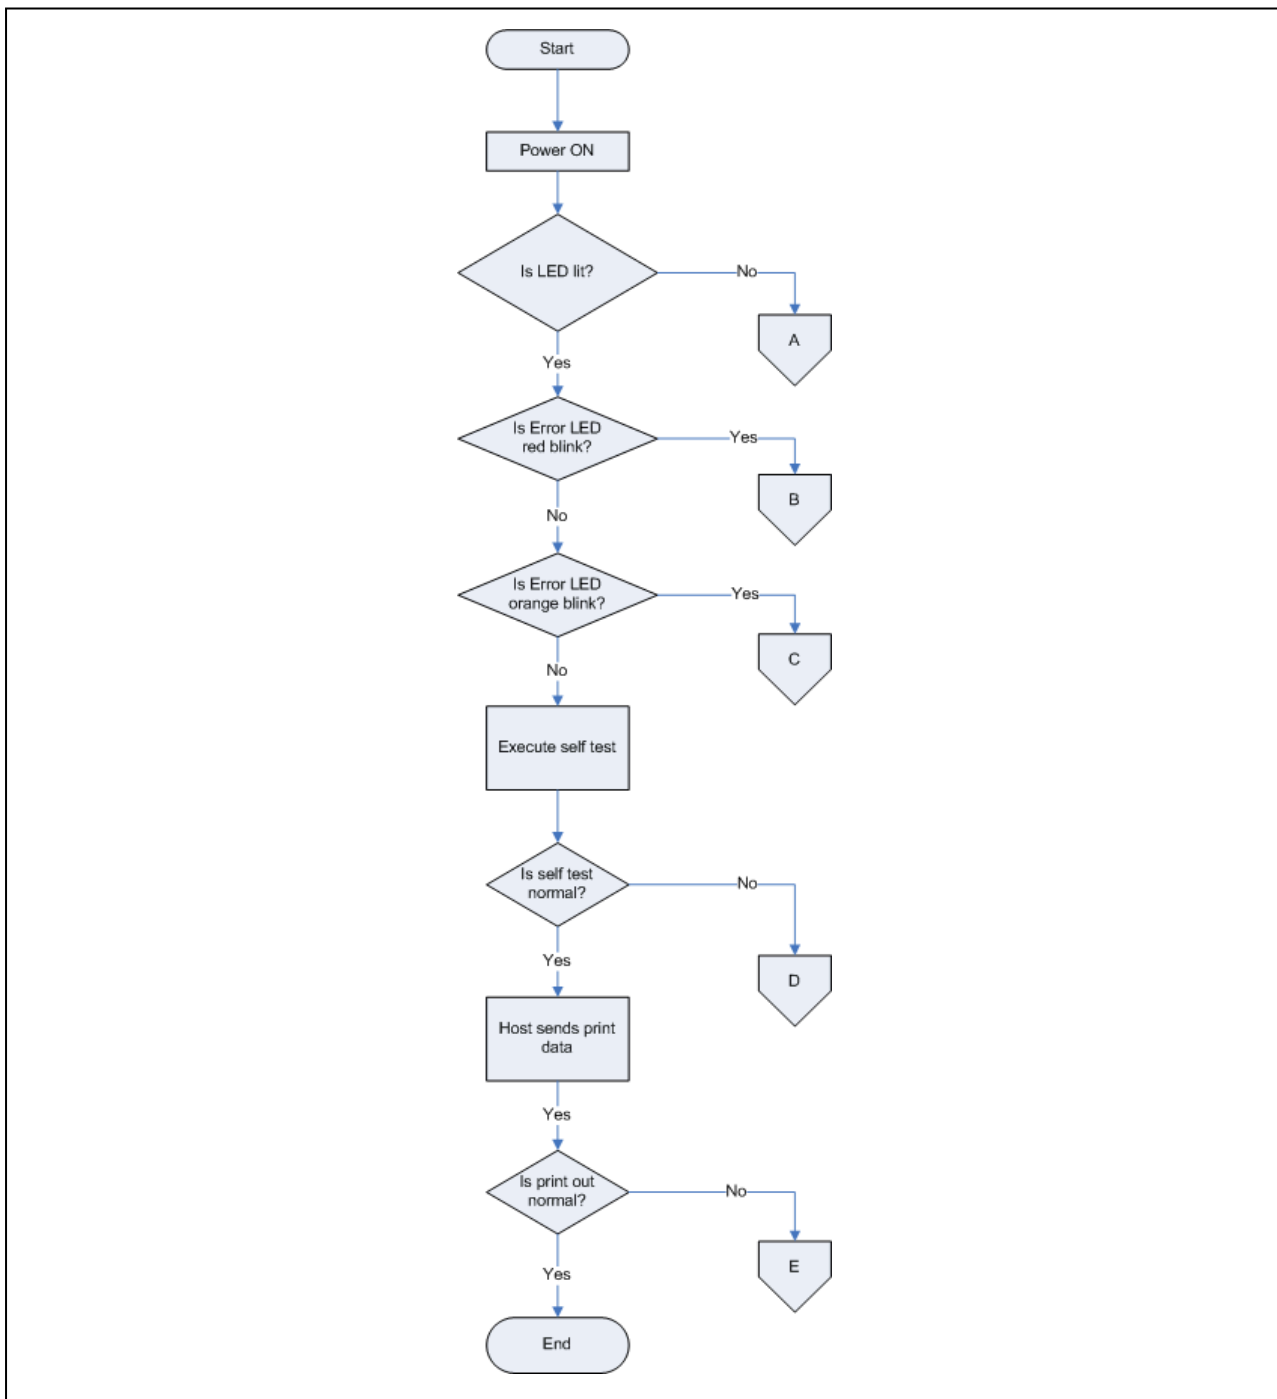 Start
Power ON
Is LED lit?
No
A
Yes
Is Error LED
red blink?
Yes
B
No
Is Error LED
orange blink?
Yes
C
No
Execute self test
Is self test
normal?
No
D
Yes
Host sends print
data
Yes
Is print out
normal?
No
E
Yes
End